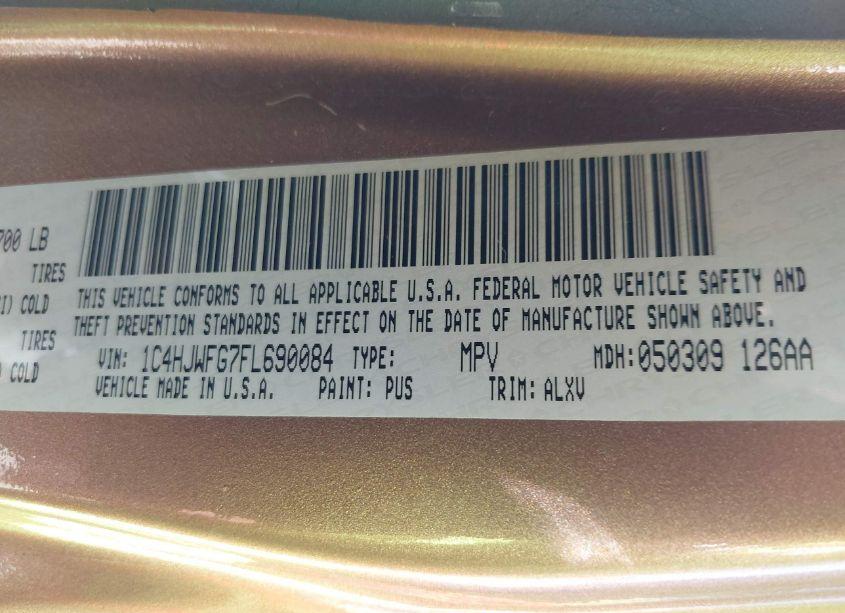 700 LB
TIRES
SI) COLD
TIRES
) COLD
THIS VEHICLE CONFORMS TO ALL APPLICABLE U.S.A. FEDERAL MOTOR VEHICLE SAFETY AND
THEFT PREVENTION STANDARDS IN EFFECT ON THE DATE OF MANUFACTURE SHOWN ABOVE.
VIN: 1C4HJWFG7FL690084 TYPE: MPV MDH: 050309 126AA
VEHICLE MADE IN U.S.A. PAINT: PUS TRIM: ALXV